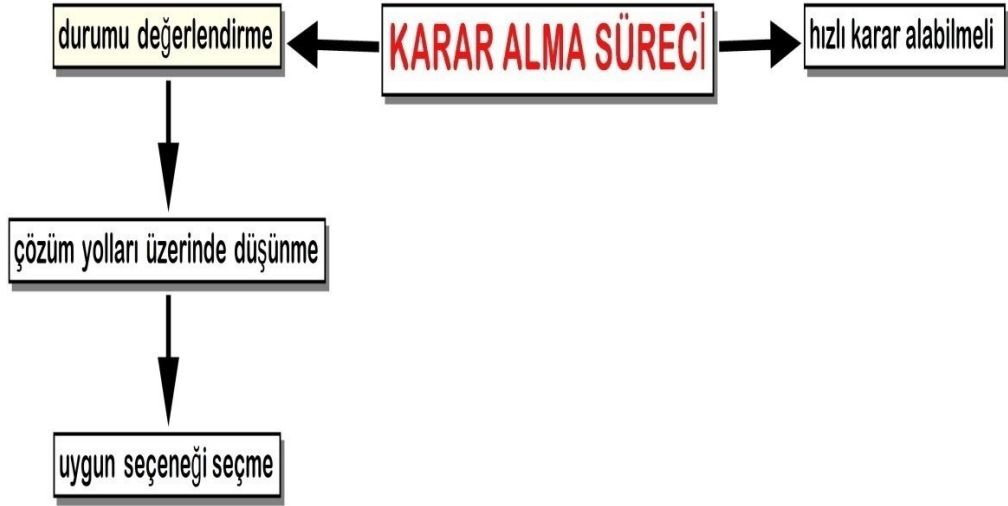 durumu değerlendirme
KARAR ALMA SÜRECİ
hızlı karar alabilmeli
çözüm yolları üzerinde düşünme
uygun seçeneği seçme